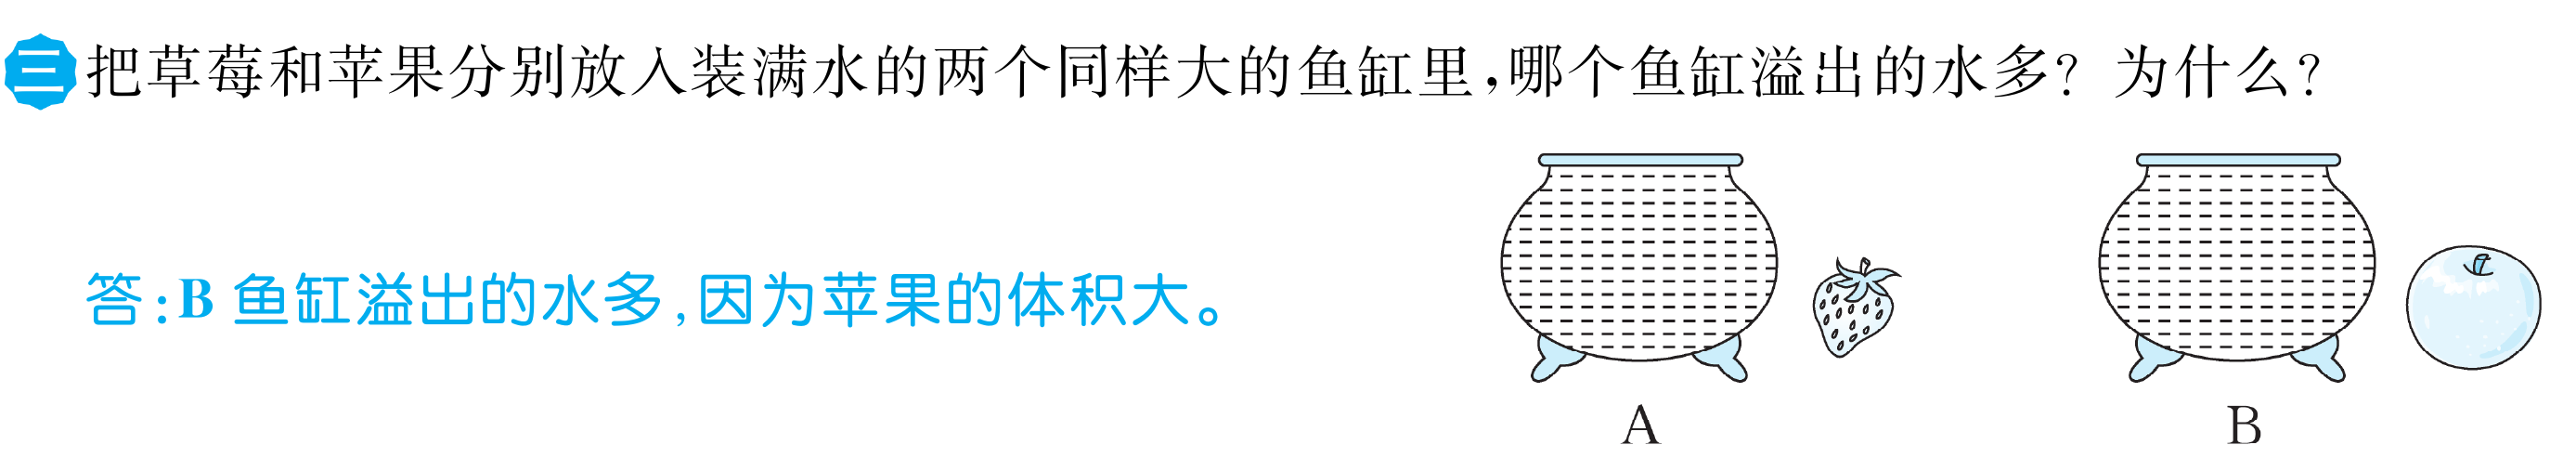 三 把草莓和苹果分别放入装满水的两个同样大的鱼缸里,哪个鱼缸溢出的水多? 为什么?
答:B 鱼缸溢出的水多,因为苹果的体积大。
A B